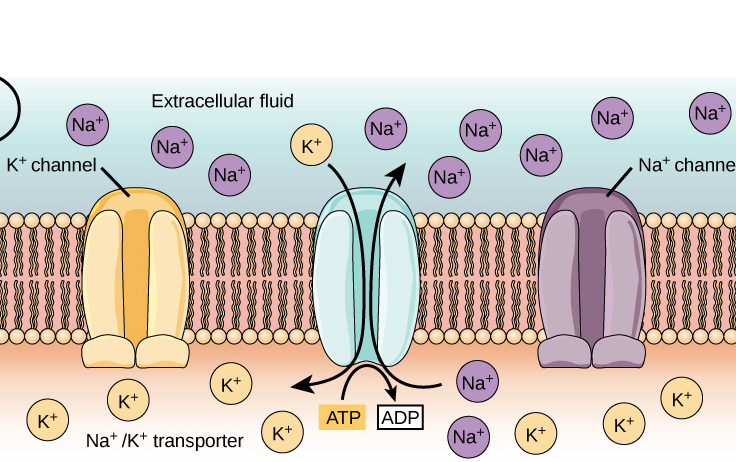 Extracellular fluid
Na⁺
Na⁺
Na⁺
K⁺
Na⁺
Na⁺
Na⁺
Na⁺
Na⁺
Na⁺
K⁺ channel
Na⁺ channe
K⁺
K⁺
K⁺
K⁺
ATP
ADP
Na⁺
Na⁺
K⁺
K⁺
K⁺
Na⁺/K⁺ transporter